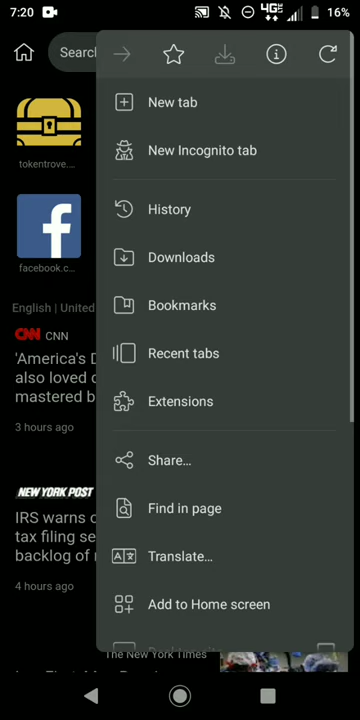 7:20
4G
16%
Search
New tab
New Incognito tab
History
Downloads
Bookmarks
Recent tabs
Extensions
Share...
Find in page
Translate...
Add to Home screen
tokentrove....
facebook.c...
English | United
CNN CNN
'America's D
also loved c
mastered b
3 hours ago
NEW YORK POST
IRS warns
tax filing se
backlog of
4 hours ago
The New York Times